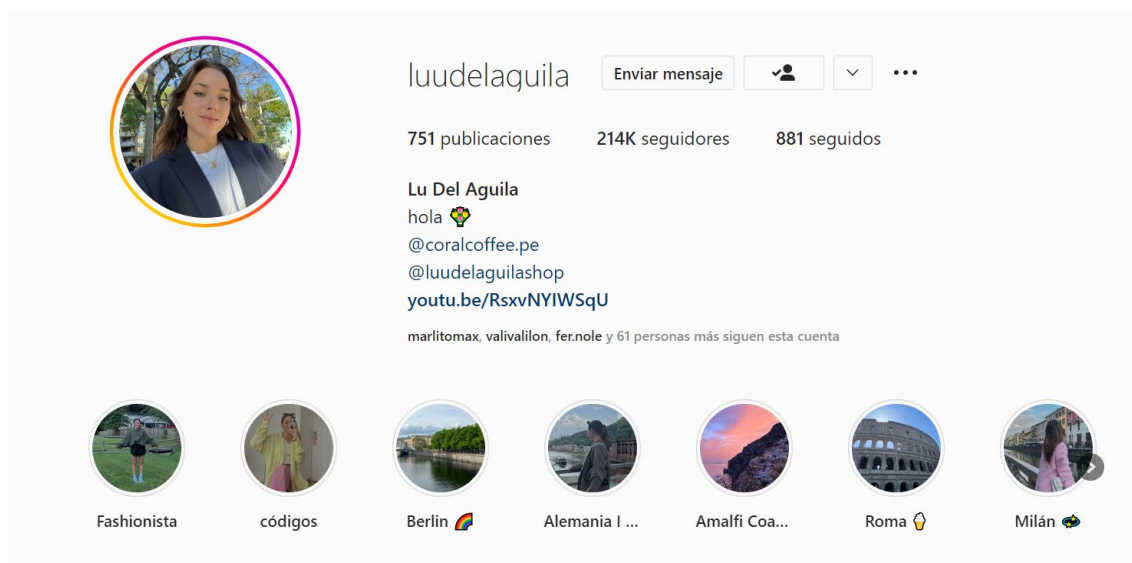 luudelaquila Enviar mensaje
751 publicaciones 214K seguidores 881 seguidos
Lu Del Aguila
hola 💐
@coralcoffee.pe
@luudelaguilashop
youtu.be/RsxvNYIWSqU
marlitomax, valivalilon, fer.nole y 61 personas más siguen esta cuenta
Fashionista códigos Berlin 🌈 Alemania I ... Amalfi Coa... Roma 🍦 Milán 💫